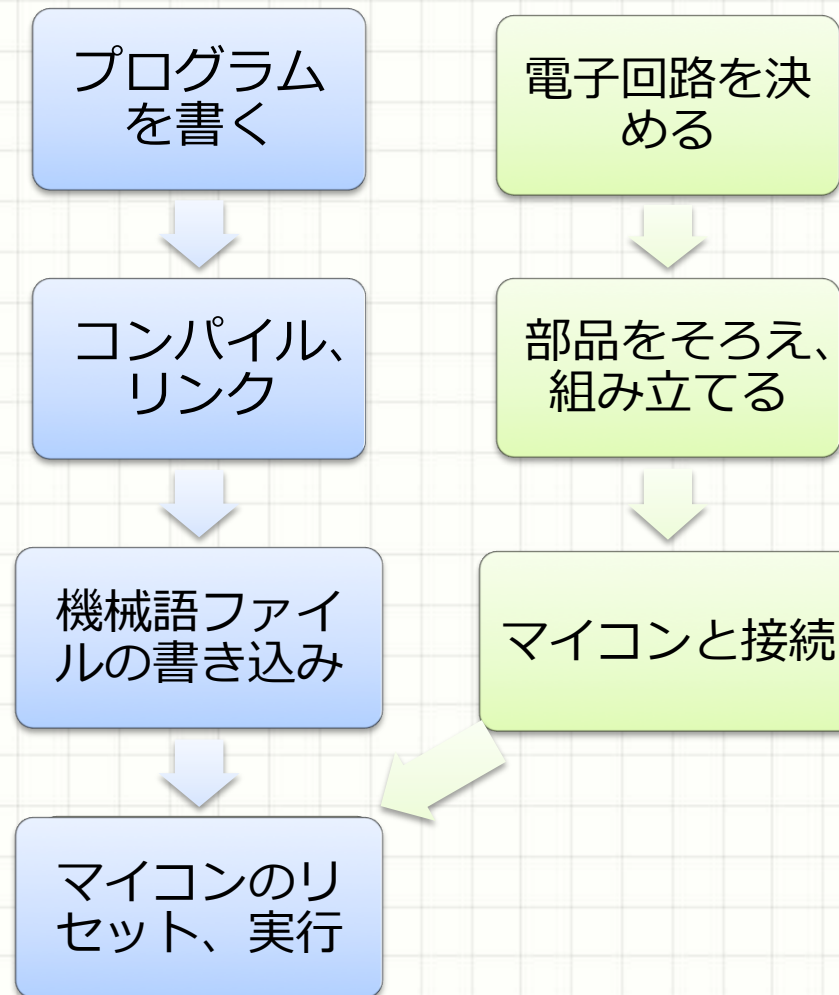 プログラム
を書く
コンパイル、
リンク
機械語ファイ
ルの書き込み
マイコンのリ
セット、実行
電子回路を決
める
部品をそろえ、
組み立てる
マイコンと接続